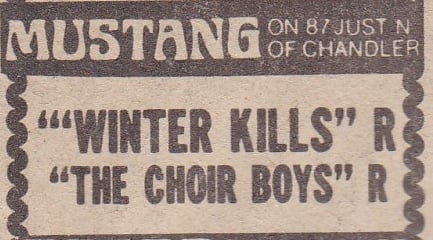 MUSTANG ON 87 JUST N
OF CHANDLER
"'WINTER KILLS" R
"THE CHOIR BOYS" R